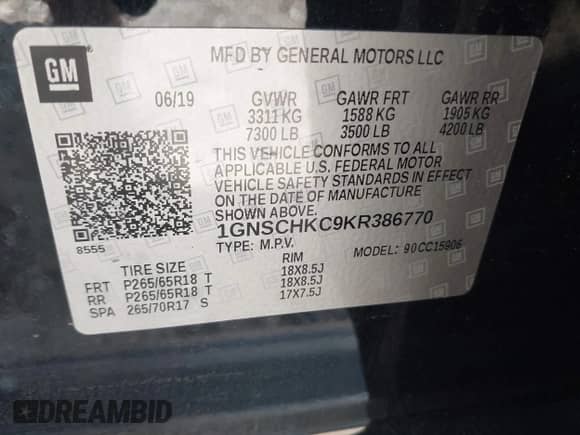 GM
MFD BY GENERAL MOTORS LLC
06/19 GVWR GAWR FRT GAWR RR
3311 KG 1588 KG 1905 KG
7300 LB 3500 LB 4200 LB
THIS VEHICLE CONFORMS TO ALL
APPLICABLE U.S. FEDERAL MOTOR
VEHICLE SAFETY STANDARDS IN EFFECT
ON THE DATE OF MANUFACTURE
SHOWN ABOVE.
1GNSCHKC9KR386770
8555
TYPE: M.P.V. MODEL: 90CC15906
TIRE SIZE RIM
FRT P265/65R18 T 18X8.5J
RR P265/65R18 T 18X8.5J
SPA 265/70R17 S 17X7.5J
DREAMBID